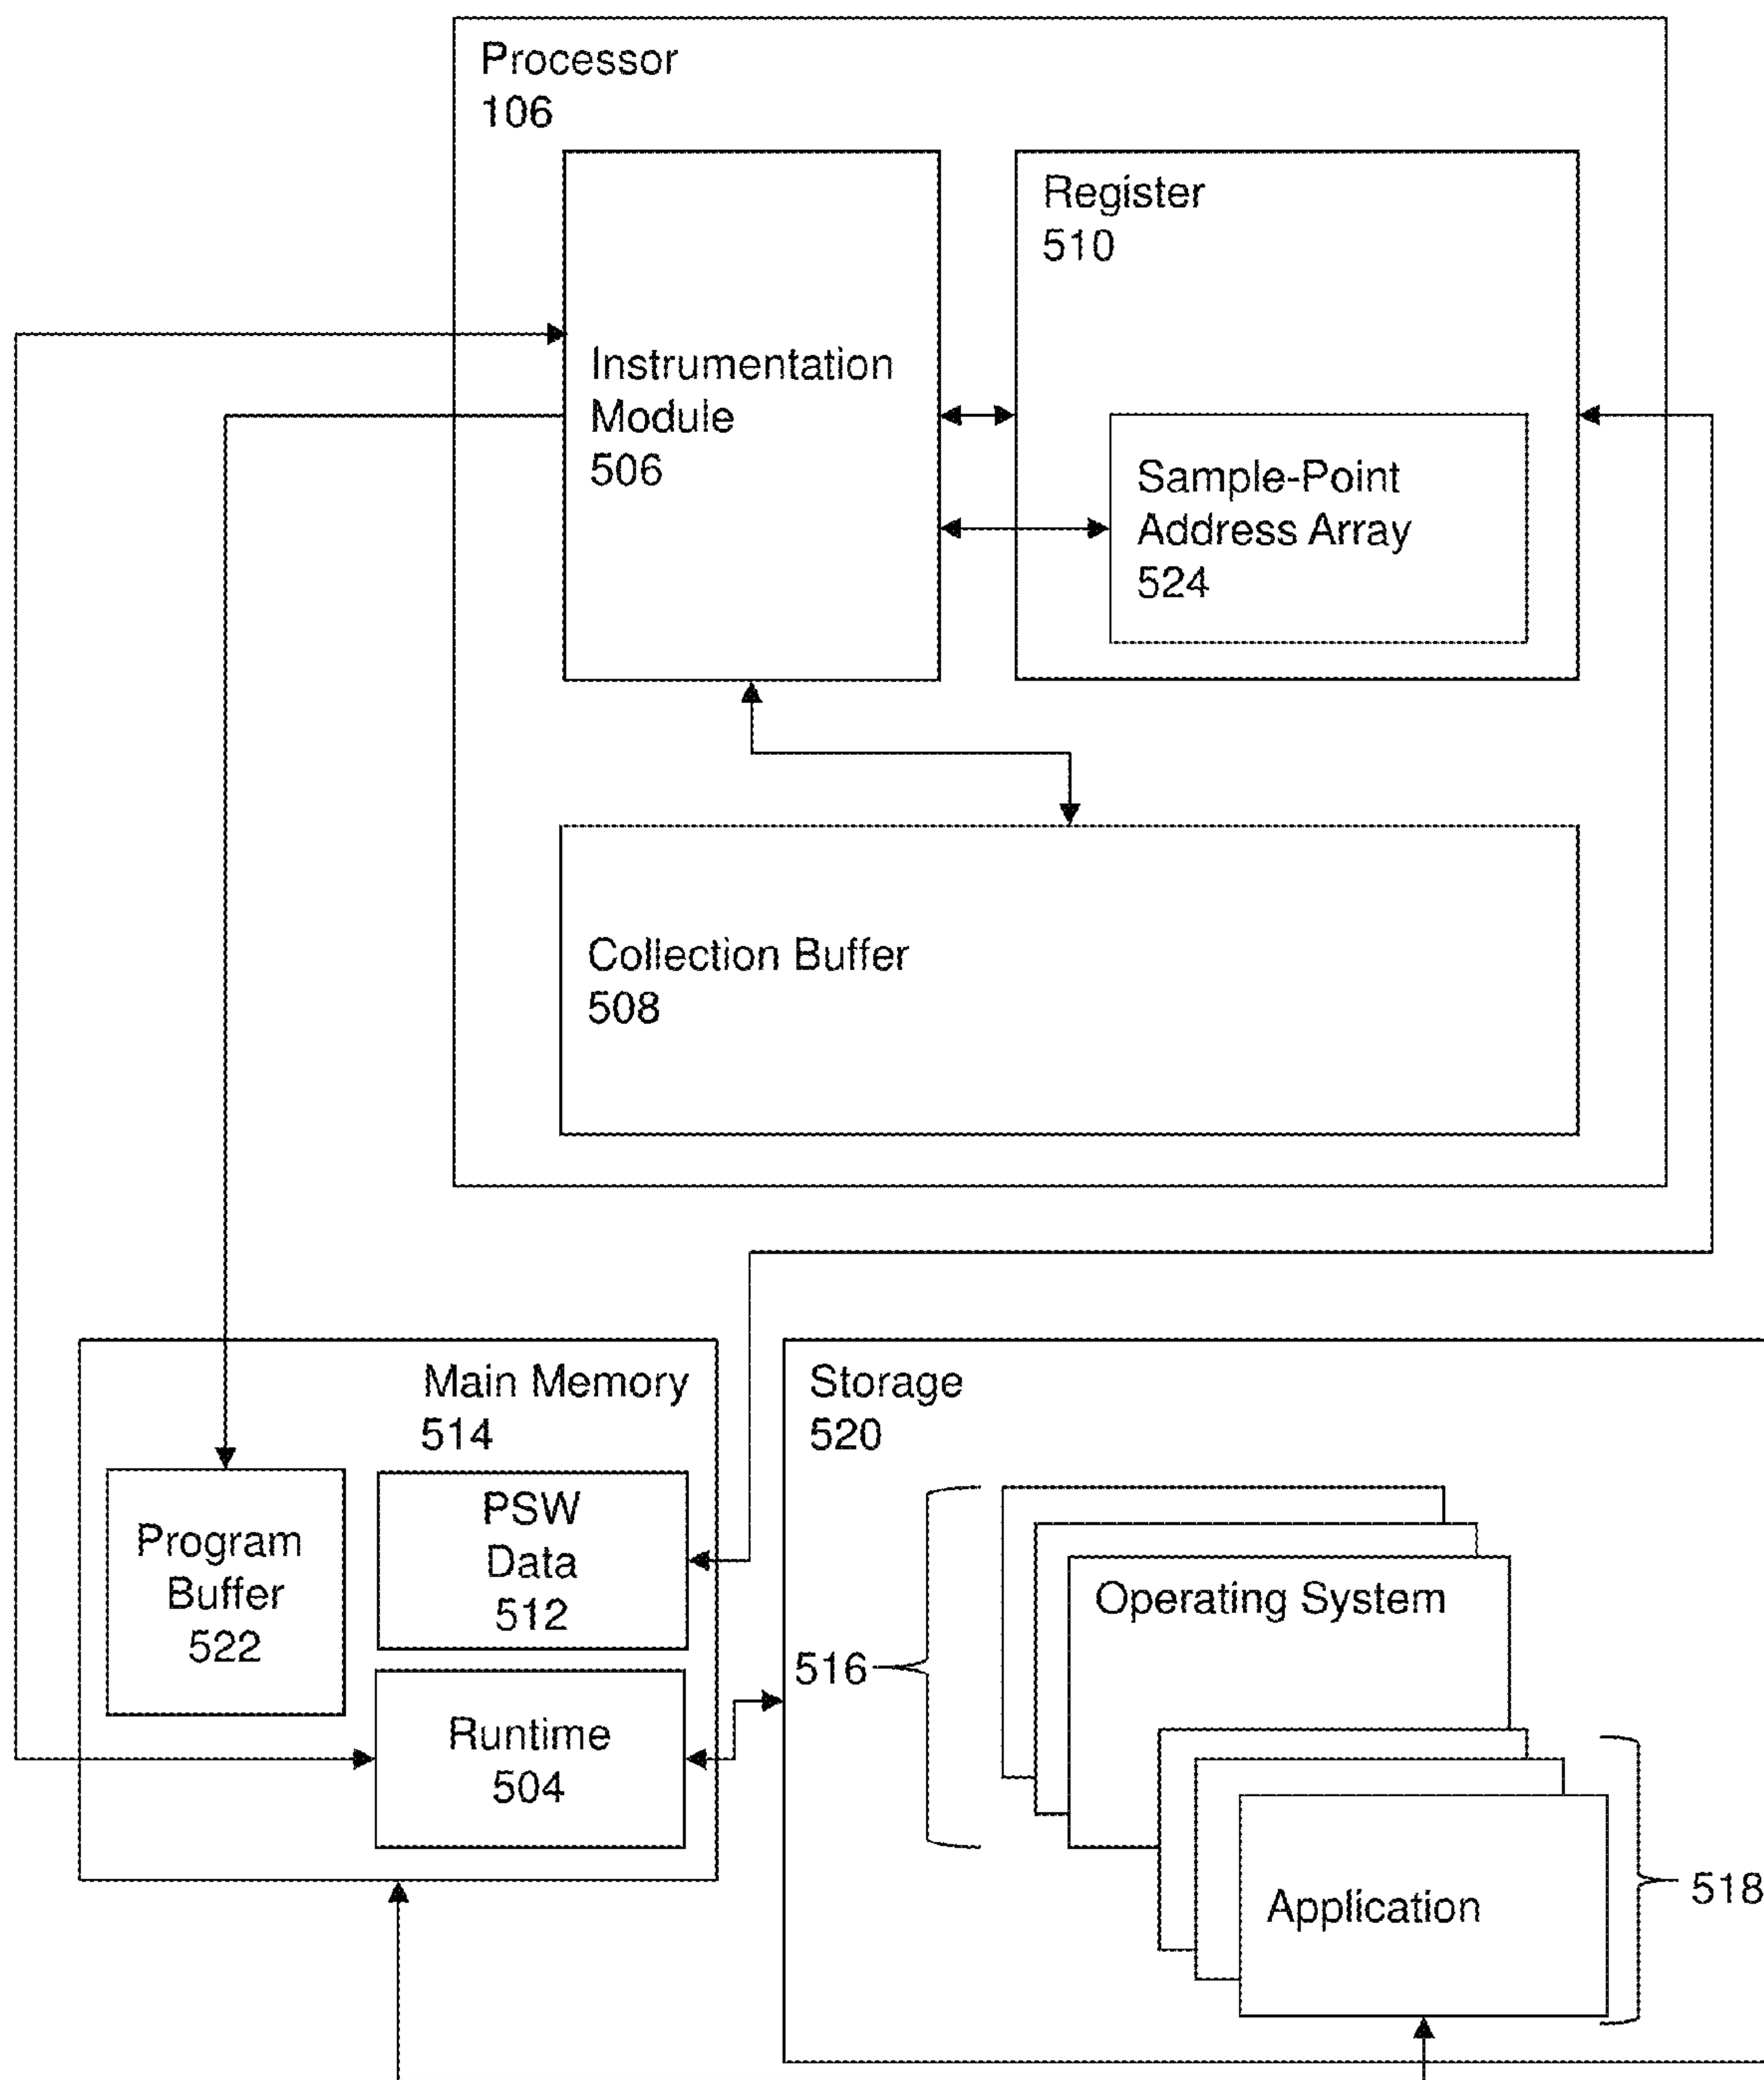 Processor
106
Register
510
Instrumentation
Module
506
Sample-Point
Address Array
524
Collection Buffer
508
Main Memory
514
Program
Buffer
522
PSW
Data
512
Runtime
504
Storage
520
Operating System
516
Application
518